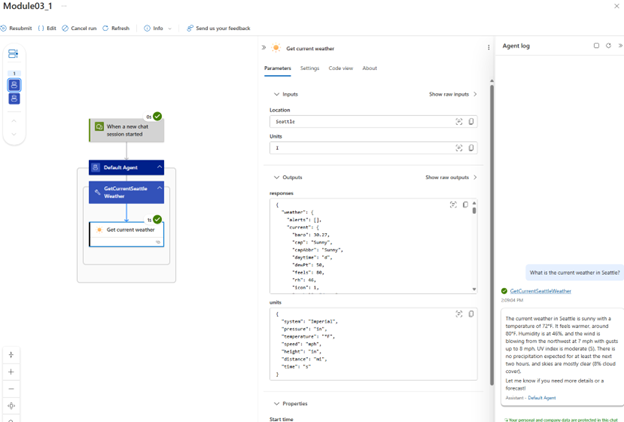 Module03_1
Resubmit Edit Cancel run Refresh Info Send us your feedback
1
When a new chat
session started
0s
Default Agent
GetCurrentSeattle
Weather
Get current weather
1s
Get current weather
Parameters Settings Code view About
Inputs Show raw inputs
Location
Seattle
Units
I
Outputs Show raw outputs
responses
{
"weather": {
"alerts": [],
"current": {
"baro": 30.27,
"cap": "Sunny",
"capAbbr": "Sunny",
"daytime": "d",
"dewPt": 50,
"feels": 80,
"rh": 46,
"icon": 1,
units
{
"system": "Imperial",
"pressure": "in",
"temperature": "°F",
"speed": "mph",
"height": "in",
"distance": "mi",
"time": "s"
}
Properties
Start time
Agent log
What is the current weather in Seattle?
GetCurrentSeattleWeather
The current weather in Seattle is sunny with a
temperature of 72°F. It feels warmer, around
80°F. Humidity is at 46%, and the wind is
blowing from the northwest at 7 mph with gusts
up to 8 mph. UV index is moderate (5). There is
no precipitation expected for at least the next
two hours, and skies are mostly clear (8% cloud
cover).
Let me know if you need more details or a
forecast!
Assistant - Default Agent
Your personal and company data are protected in this chat